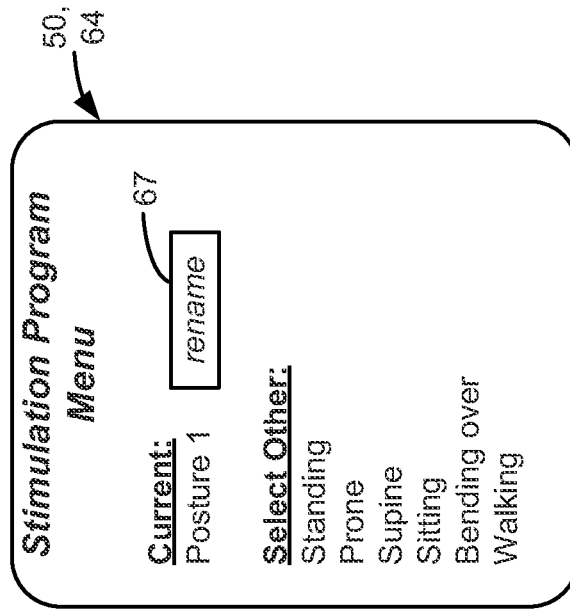 50,
64
Stimulation Program
Menu
67
Current:
Posture 1
rename
Select Other:
Standing
Prone
Supine
Sitting
Bending over
Walking